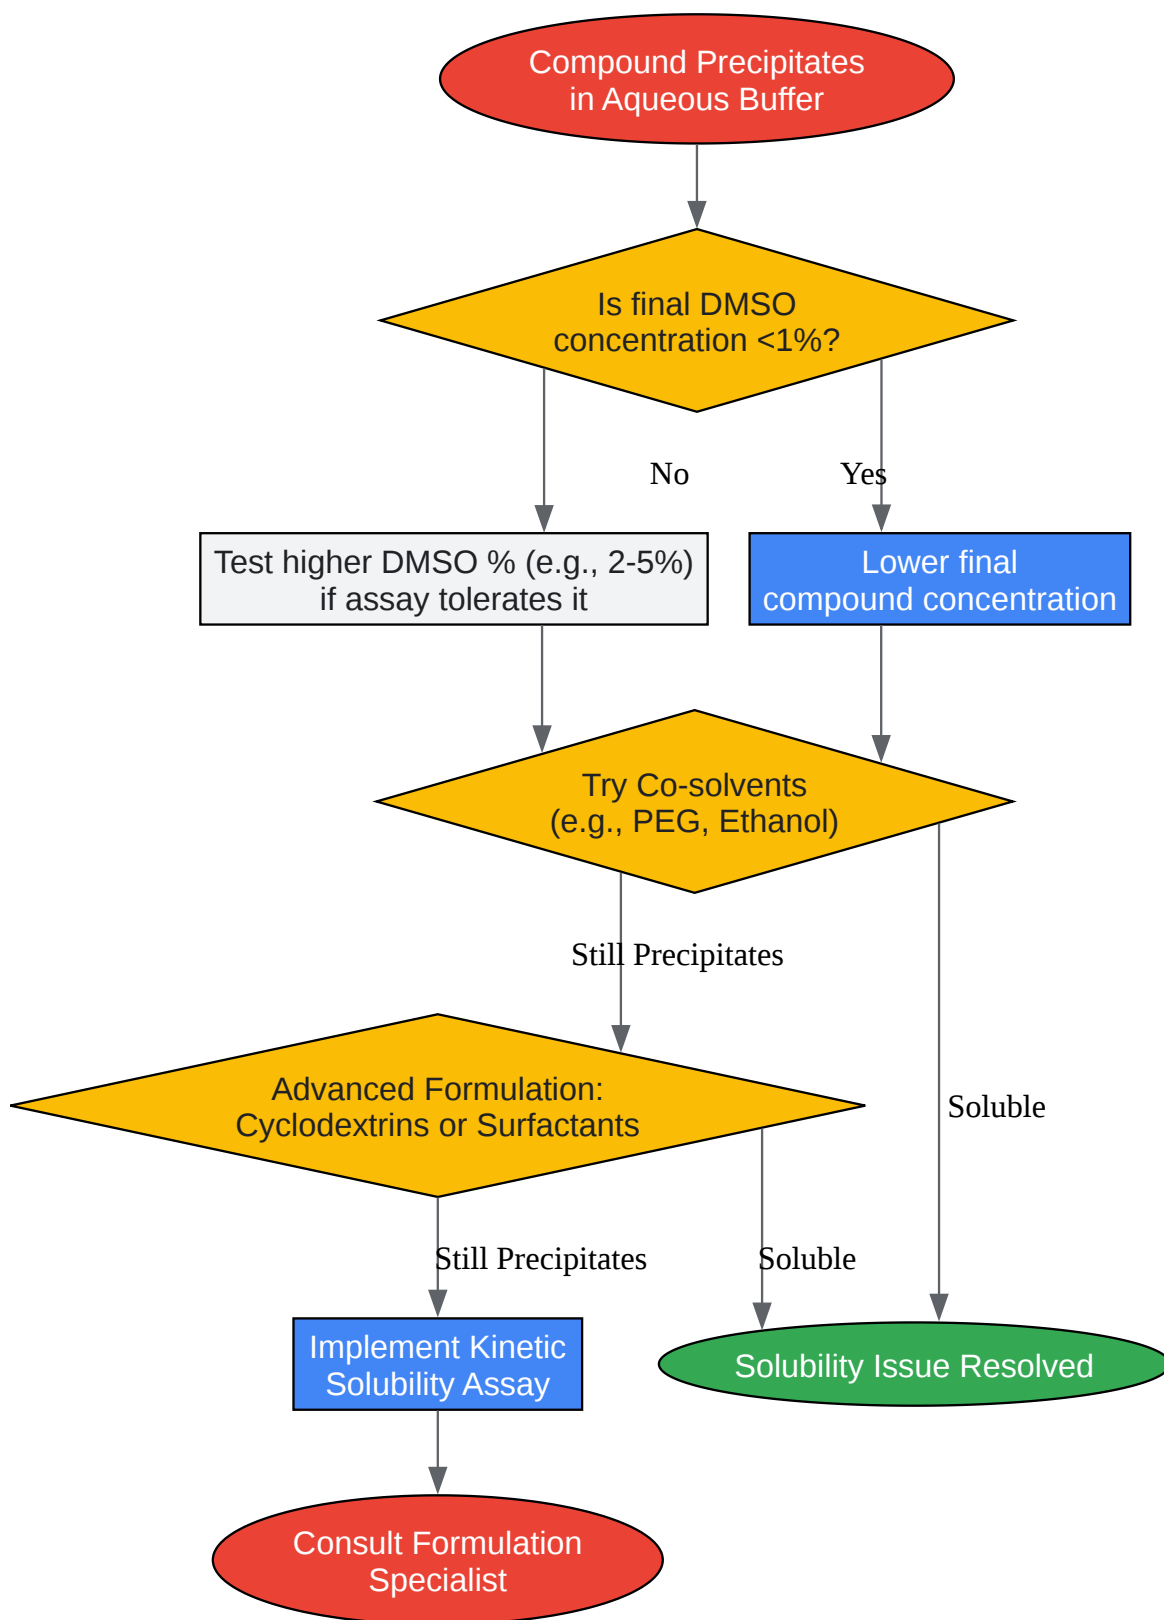 Compound Precipitates
in Aqueous Buffer
Is final DMSO
concentration <1%?
No
Yes
Test higher DMSO % (e.g., 2-5%)
if assay tolerates it
Lower final
compound concentration
Try Co-solvents
(e.g., PEG, Ethanol)
Still Precipitates
Advanced Formulation:
Cyclodextrins or Surfactants
Soluble
Still Precipitates
Soluble
Implement Kinetic
Solubility Assay
Solubility Issue Resolved
Consult Formulation
Specialist